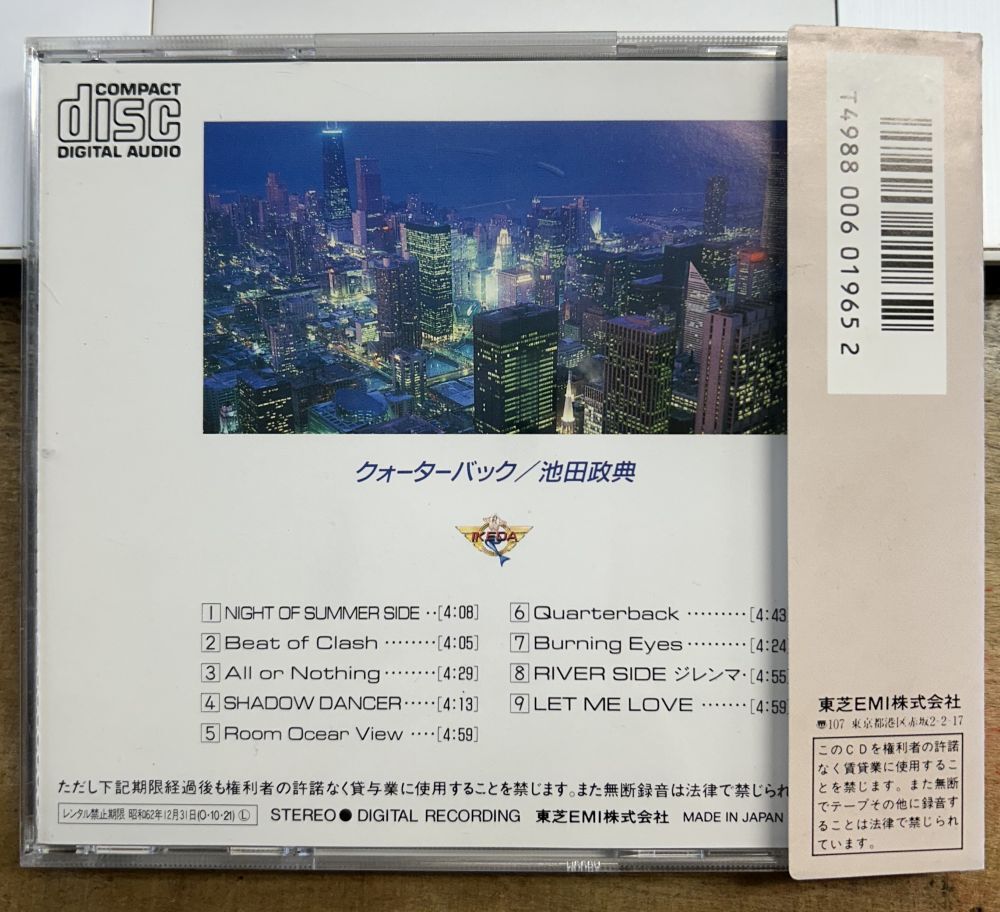 COMPACT
disc
DIGITAL AUDIO
T4988 006 01965 2
クォーターバック／池田政典
IKEDA
1 NIGHT OF SUMMER SIDE ··[4:08]
2 Beat of Clash ········[4:05]
3 All or Nothing········[4:29]
4 SHADOW DANCER·····[4:13]
5 Room Ocear View ····[4:59]
6 Quarterback ·········[4:43
7 Burning Eyes ········[4:24
8 RIVER SIDE ジレンマ·[4:55
9 LET ME LOVE ·······[4:59
ただし下記期限経過後も権利者の許諾なく貸与業に使用することを禁じます。また無断録音は法律で禁じられ
レンタル禁止期限 昭和62年12月31日(O·10·21) Ⓛ
STEREO● DIGITAL RECORDING 東芝EMI株式会社 MADE IN JAPAN
東芝EMI株式会社
〠107 東京都港区赤坂2-2-17
このCDを権利者の許諾
なく賃貸業に使用するこ
とを禁じます。また無断
でテープその他に録音す
ることは法律で禁じられ
ています。